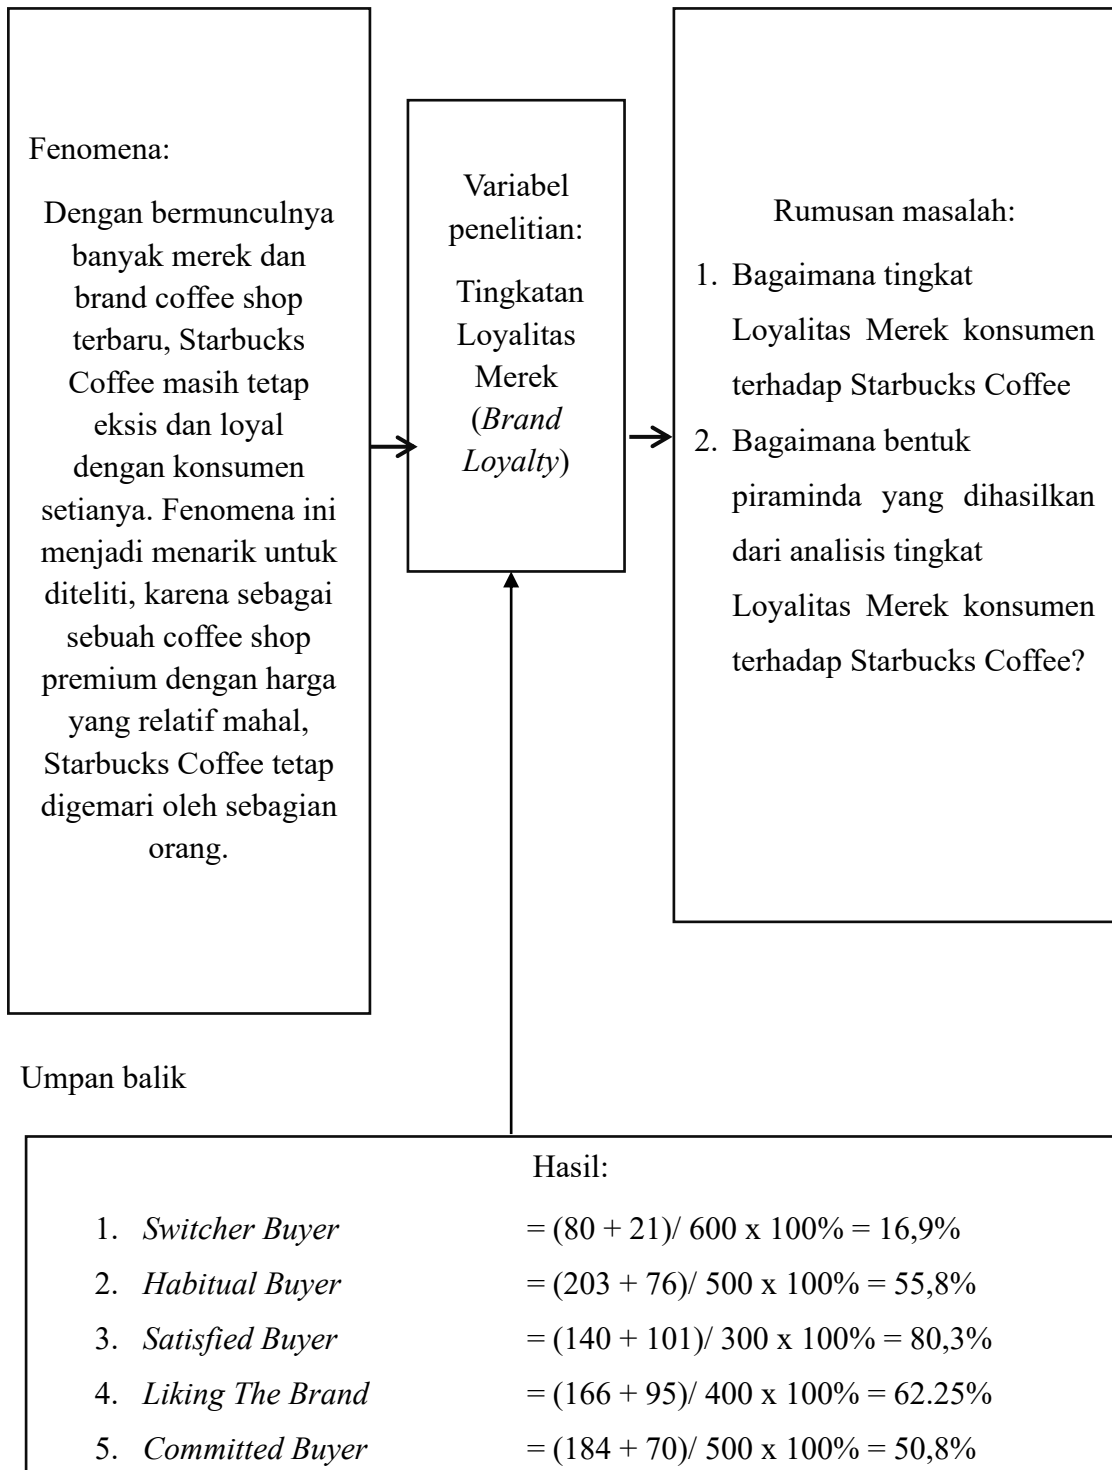 Fenomena:
Dengan bermunculnya
banyak merek dan
brand coffee shop
terbaru, Starbucks
Coffee masih tetap
eksis dan loyal
dengan konsumen
setianya. Fenomena ini
menjadi menarik untuk
diteliti, karena sebagai
sebuah coffee shop
premium dengan harga
yang relatif mahal,
Starbucks Coffee tetap
digemari oleh sebagian
orang.
Variabel
penelitian:
Tingkatan
Loyalitas
Merek
(Brand
Loyalty)
Rumusan masalah:
1. Bagaimana tingkat
Loyalitas Merek konsumen
terhadap Starbucks Coffee
2. Bagaimana bentuk
piraminda yang dihasilkan
dari analisis tingkat
Loyalitas Merek konsumen
terhadap Starbucks Coffee?
Umpan balik
Hasil:
1. Switcher Buyer = (80 + 21)/ 600 x 100% = 16,9%
2. Habitual Buyer = (203 + 76)/ 500 x 100% = 55,8%
3. Satisfied Buyer = (140 + 101)/ 300 x 100% = 80,3%
4. Liking The Brand = (166 + 95)/ 400 x 100% = 62.25%
5. Committed Buyer = (184 + 70)/ 500 x 100% = 50,8%